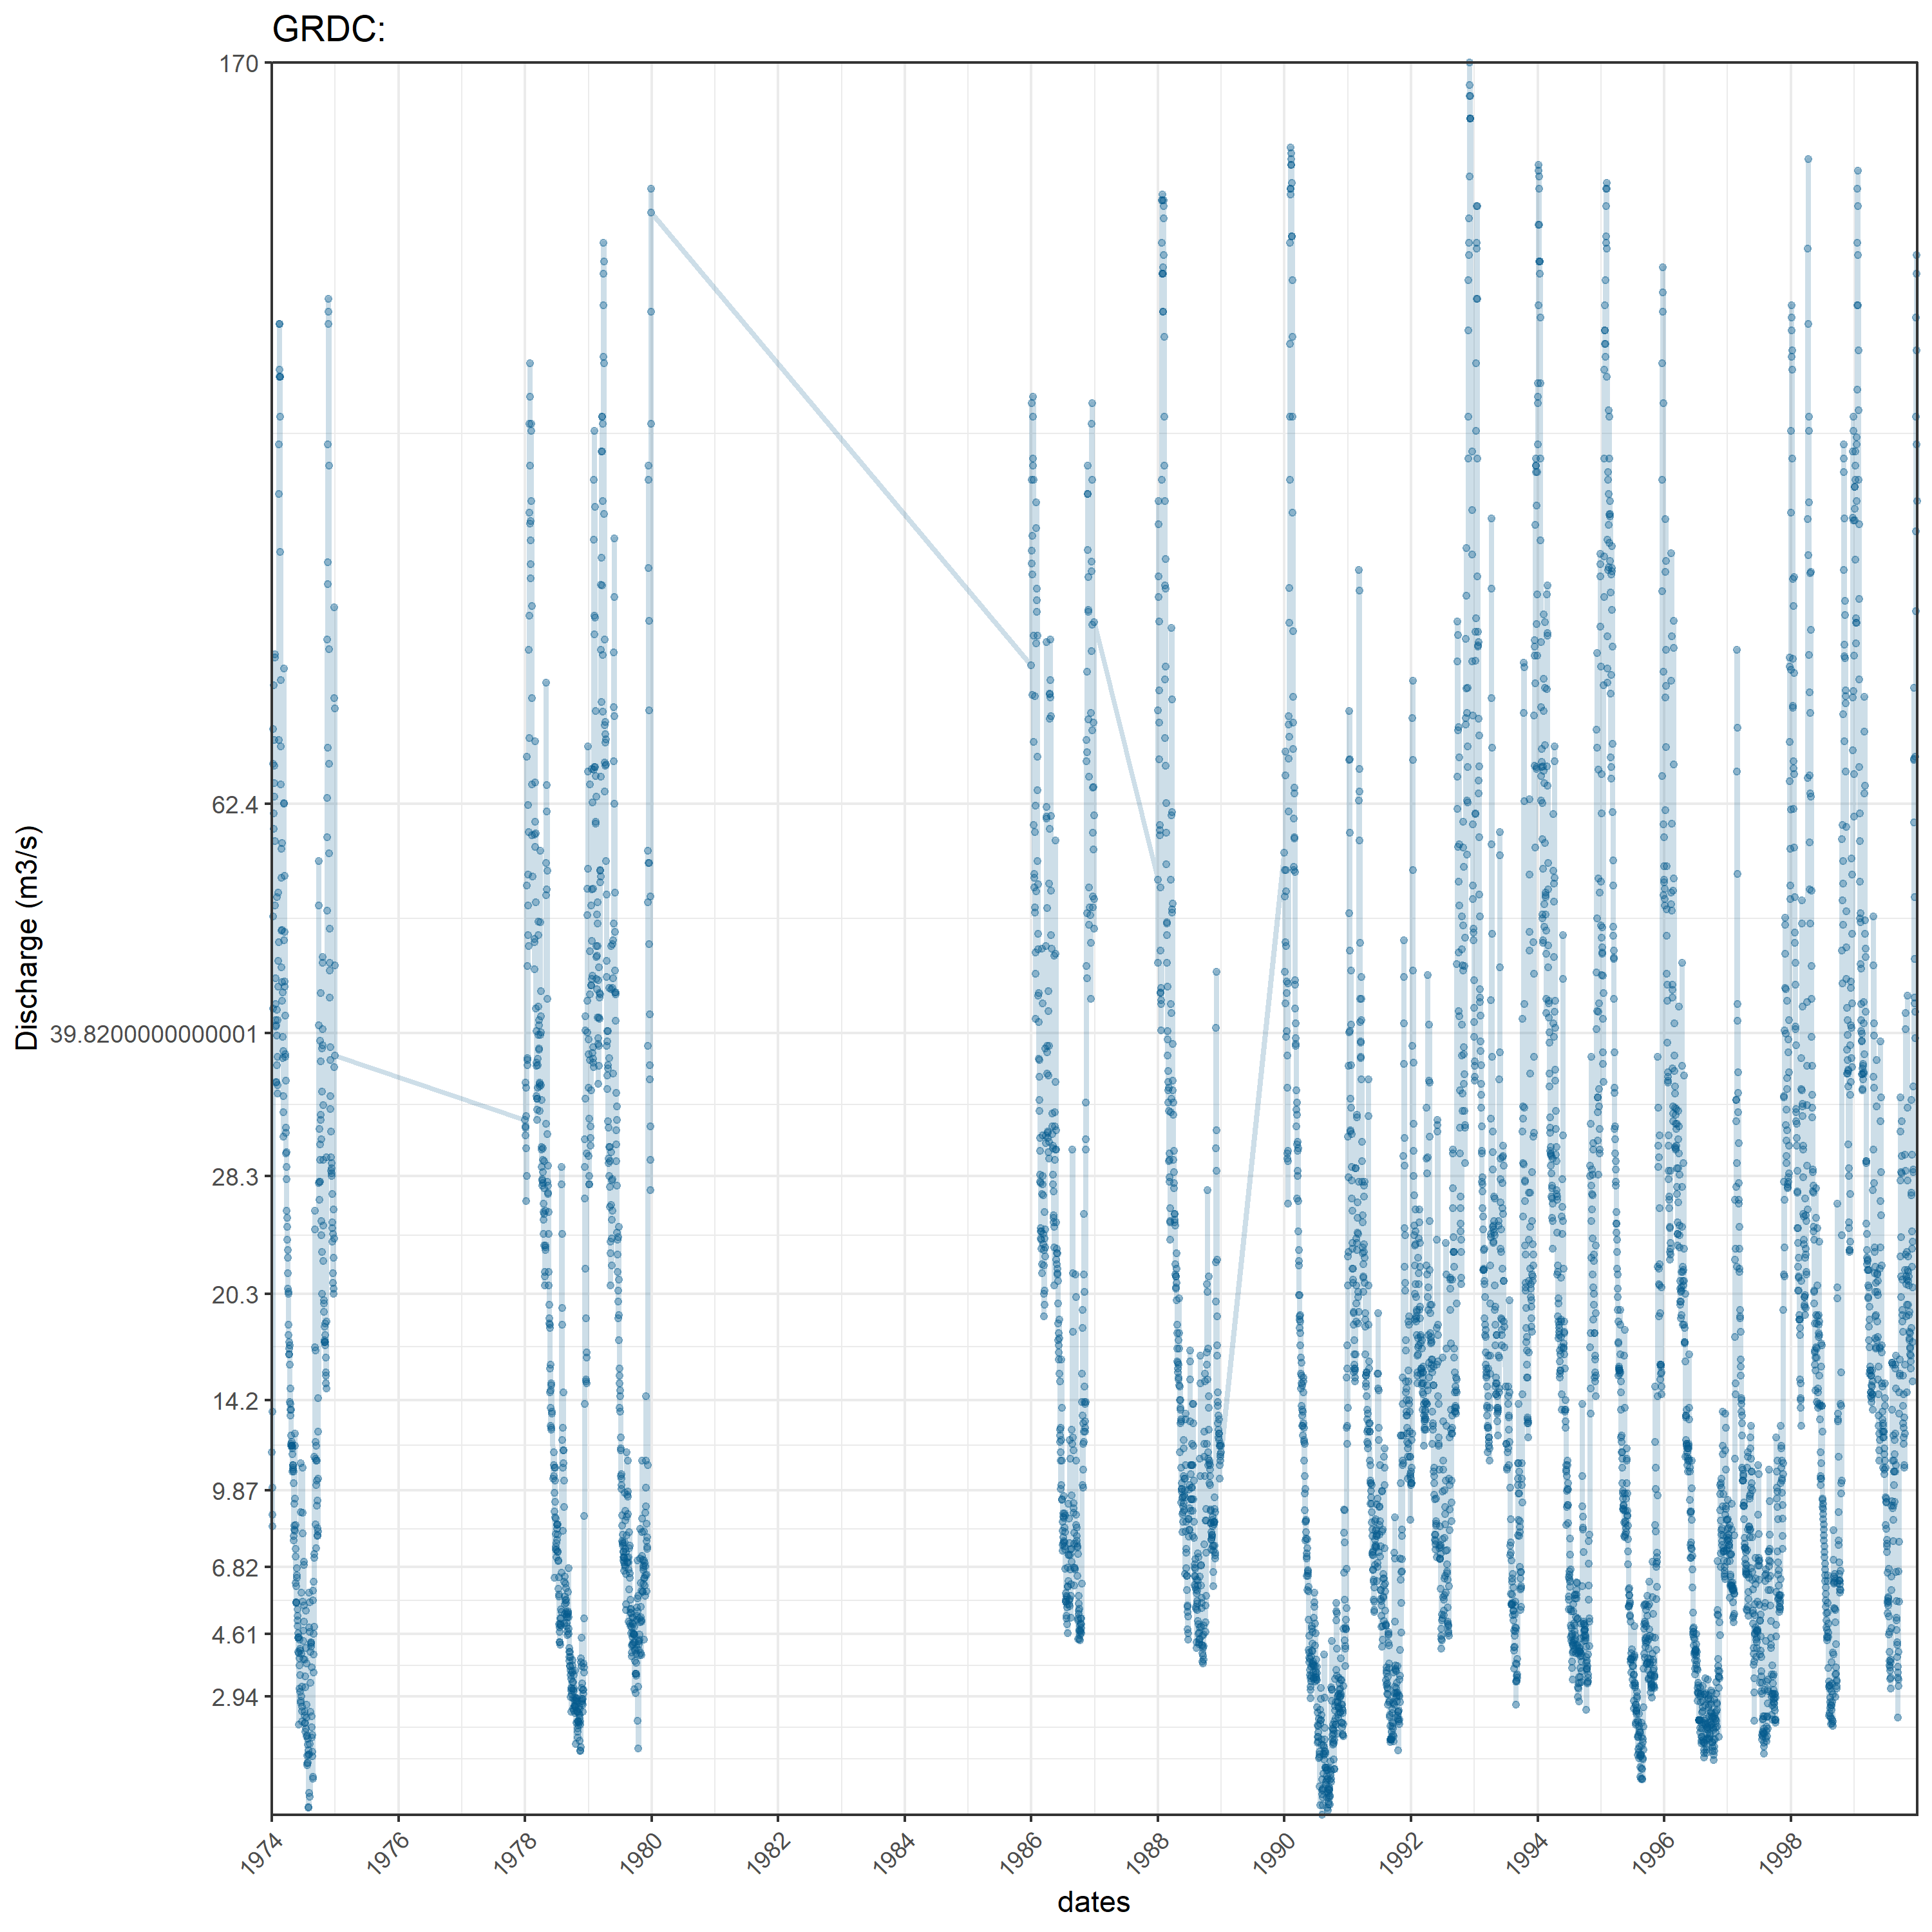 GRDC:
170
62.4
39.8200000000001
28.3
20.3
14.2
9.87
6.82
4.61
2.94
Discharge (m3/s)
1974 1976 1978 1980 1982 1984 1986 1988 1990 1992 1994 1996 1998
dates